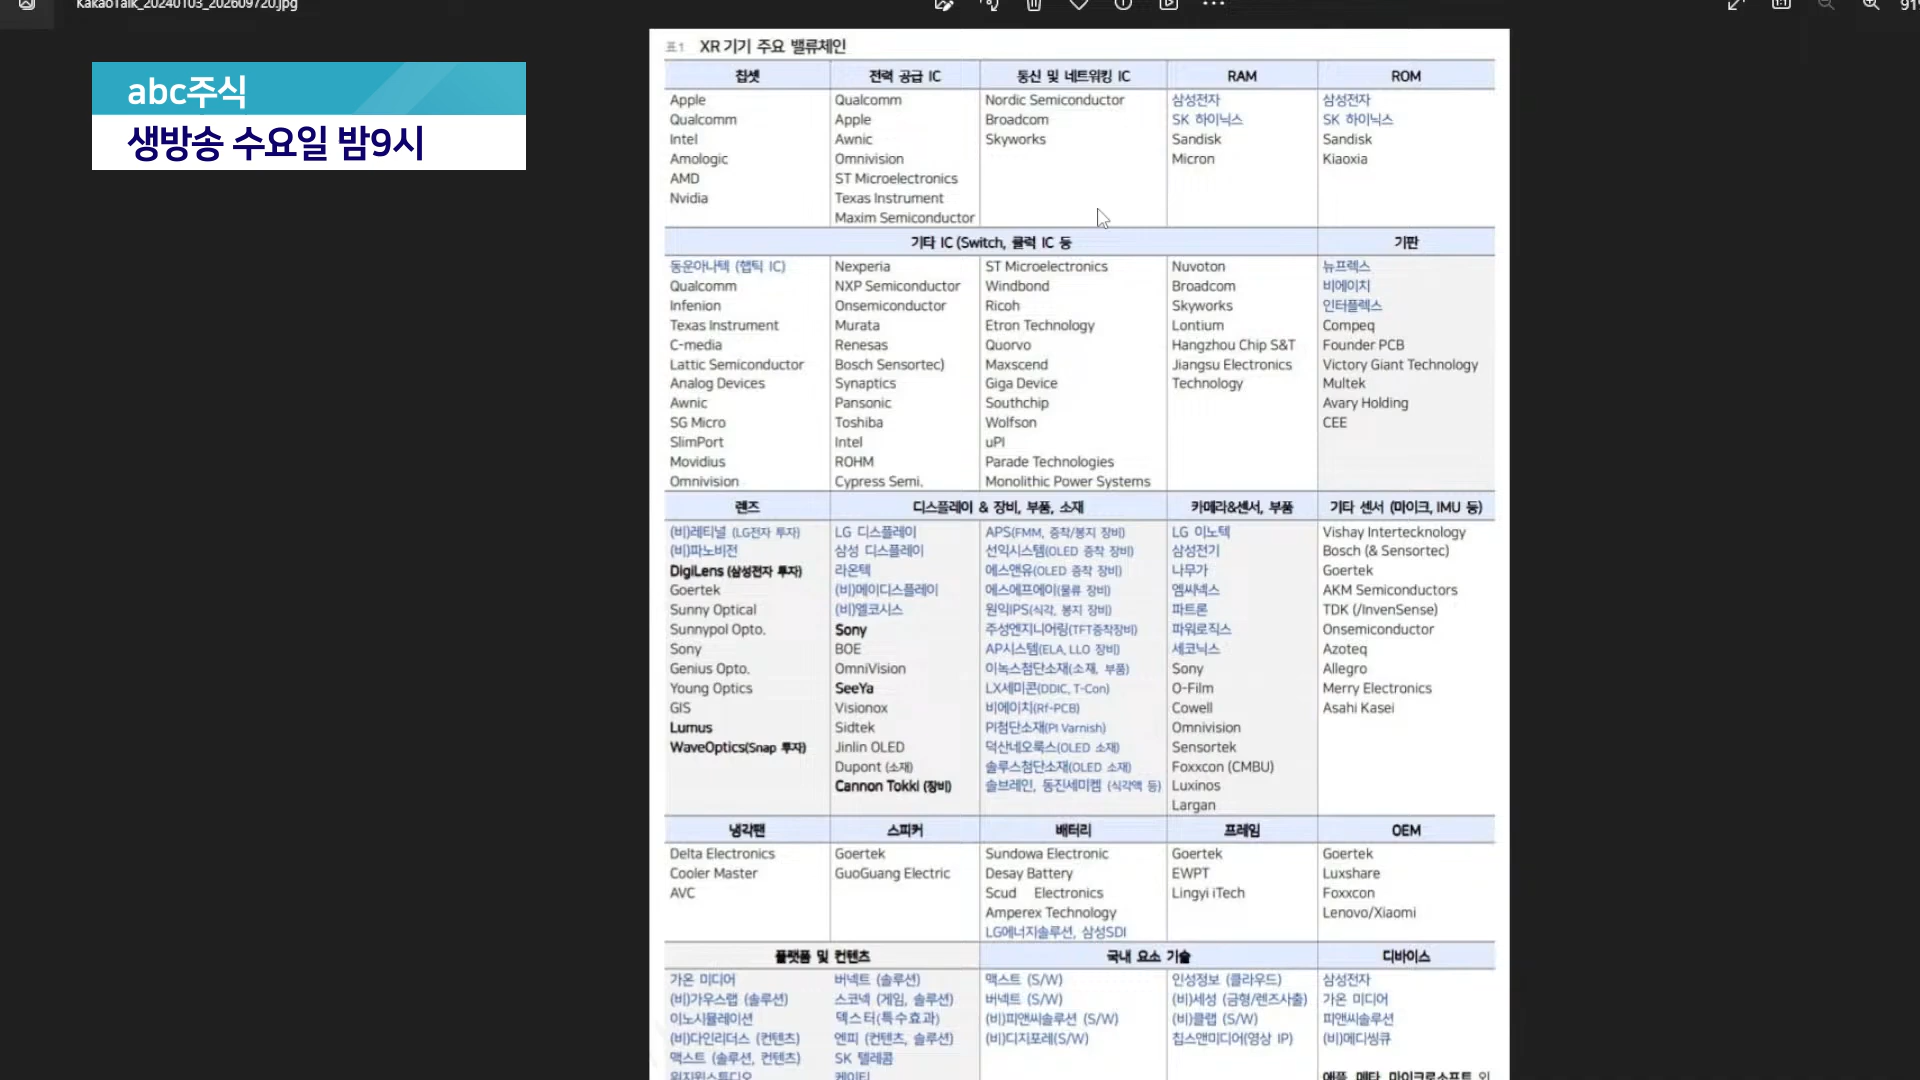 KakaoTalk_20240103_202609720.jpg
abc주식
생방송 수요일 밤9시
표1 XR 기기 주요 밸류체인
칩셋
Apple
Qualcomm
Intel
Amologic
AMD
Nvidia
전력 공급 IC
Qualcomm
Apple
Awnic
Omnivision
ST Microelectronics
Texas Instrument
Maxim Semiconductor
통신 및 네트워킹 IC
Nordic Semiconductor
Broadcom
Skyworks
RAM
삼성전자
SK 하이닉스
Sandisk
Micron
ROM
삼성전자
SK 하이닉스
Sandisk
Kiaoxia
기타 IC (Switch, 클럭 IC 등
동운아나텍 (햅틱 IC)
Qualcomm
Infenion
Texas Instrument
C-media
Lattic Semiconductor
Analog Devices
Awnic
SG Micro
SlimPort
Movidius
Omnivision
Nexperia
NXP Semiconductor
Onsemiconductor
Murata
Renesas
Bosch Sensortec)
Synaptics
Pansonic
Toshiba
Intel
ROHM
Cypress Semi.
ST Microelectronics
Windbond
Ricoh
Etron Technology
Quorvo
Maxscend
Giga Device
Southchip
Wolfson
uPI
Parade Technologies
Monolithic Power Systems
Nuvoton
Broadcom
Skyworks
Lontium
Hangzhou Chip S&T
Jiangsu Electronics
Technology
기판
뉴프렉스
비에이치
인터플렉스
Compeq
Founder PCB
Victory Giant Technology
Multek
Avary Holding
CEE
렌즈
(비)레티널 (LG전자 투자)
(비)파노비전
DigiLens (삼성전자 투자)
Goertek
Sunny Optical
Sunnypol Opto.
Sony
Genius Opto.
Young Optics
GIS
Lumus
WaveOptics(Snap 투자)
디스플레이 & 장비, 부품, 소재
LG 디스플레이
삼성 디스플레이
라온텍
(비)에이디스플레이
(비)엘코시스
Sony
BOE
OmniVision
SeeYa
Visionox
Sidtek
Jinlin OLED
Dupont (소재)
Cannon Tokki (장비)
APS(FMM, 증착/봉지 장비)
선익시스템(OLED 증착 장비)
에스앤유(OLED 증착 장비)
에스에프에이(물류 장비)
원익IPS(식각, 봉지 장비)
주성엔지니어링(TFT증착장비)
AP시스템(ELA, LLO 장비)
이녹스첨단소재(소재, 부품)
LX세미콘(DDIC, T-Con)
비에이치(Rf-PCB)
PI첨단소재(PI Varnish)
덕산네오룩스(OLED 소재)
솔루스첨단소재(OLED 소재)
솔브레인, 동진세미켐 (식각액 등)
카메라&센서, 부품
LG 이노텍
삼성전기
나무가
엠씨넥스
파트론
파워로직스
세코닉스
Sony
O-Film
Cowell
Omnivision
Sensortek
Foxxcon (CMBU)
Luxinos
Largan
기타 센서 (마이크, IMU 등)
Vishay Intertecknology
Bosch (& Sensortec)
Goertek
AKM Semiconductors
TDK (/InvenSense)
Onsemiconductor
Azoteq
Allegro
Merry Electronics
Asahi Kasei
냉각팬
Delta Electronics
Cooler Master
AVC
스피커
Goertek
GuoGuang Electric
배터리
Sundowa Electronic
Desay Battery
Scud Electronics
Amperex Technology
LG에너지솔루션, 삼성SDI
프레임
Goertek
EWPT
Lingyi iTech
OEM
Goertek
Luxshare
Foxxcon
Lenovo/Xiaomi
플랫폼 및 컨텐츠
가온 미디어
(비)가우스랩 (솔루션)
이노시뮬레이션
(비)다인리더스 (컨텐츠)
맥스트 (솔루션, 컨텐츠)
위지윅스튜디오
버넥트 (솔루션)
스코넥 (게임, 솔루션)
덱스터(특수효과)
엔피 (컨텐츠, 솔루션)
SK 텔레콤
케이티
국내 요소 기술
맥스트 (S/W)
버넥트 (S/W)
(비)피앤씨솔루션 (S/W)
(비)디지포레(S/W)
인성정보 (클라우드)
(비)세성 (금형/렌즈사출)
(비)클랩 (S/W)
칩스앤미디어(영상 IP)
디바이스
삼성전자
가온 미디어
피앤씨솔루션
(비)메디씽큐
애플, 메타, 마이크로소프트 외